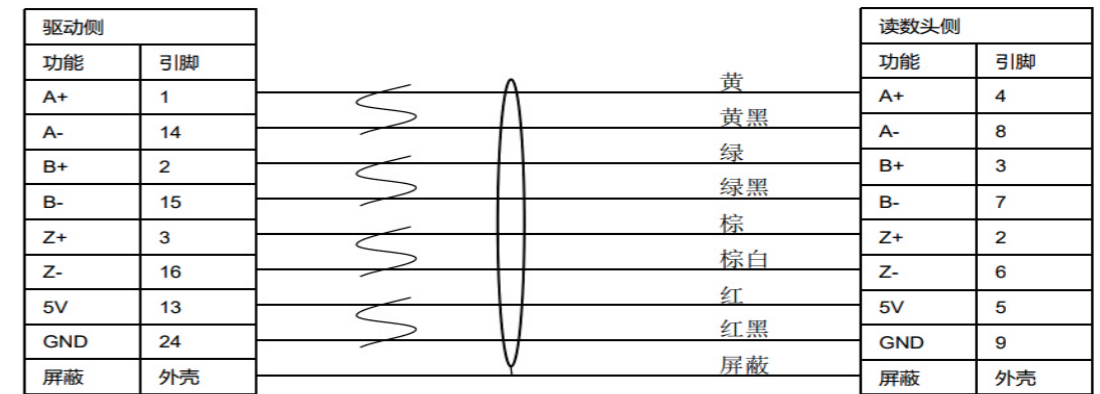 驱动侧 读数头侧
功能 引脚 功能 引脚
A+ 1 黄 A+ 4
A- 14 黄黑 A- 8
B+ 2 绿 B+ 3
B- 15 绿黑 B- 7
Z+ 3 棕 Z+ 2
Z- 16 棕白 Z- 6
5V 13 红 5V 5
GND 24 红黑 GND 9
屏蔽 外壳 屏蔽 屏蔽 外壳